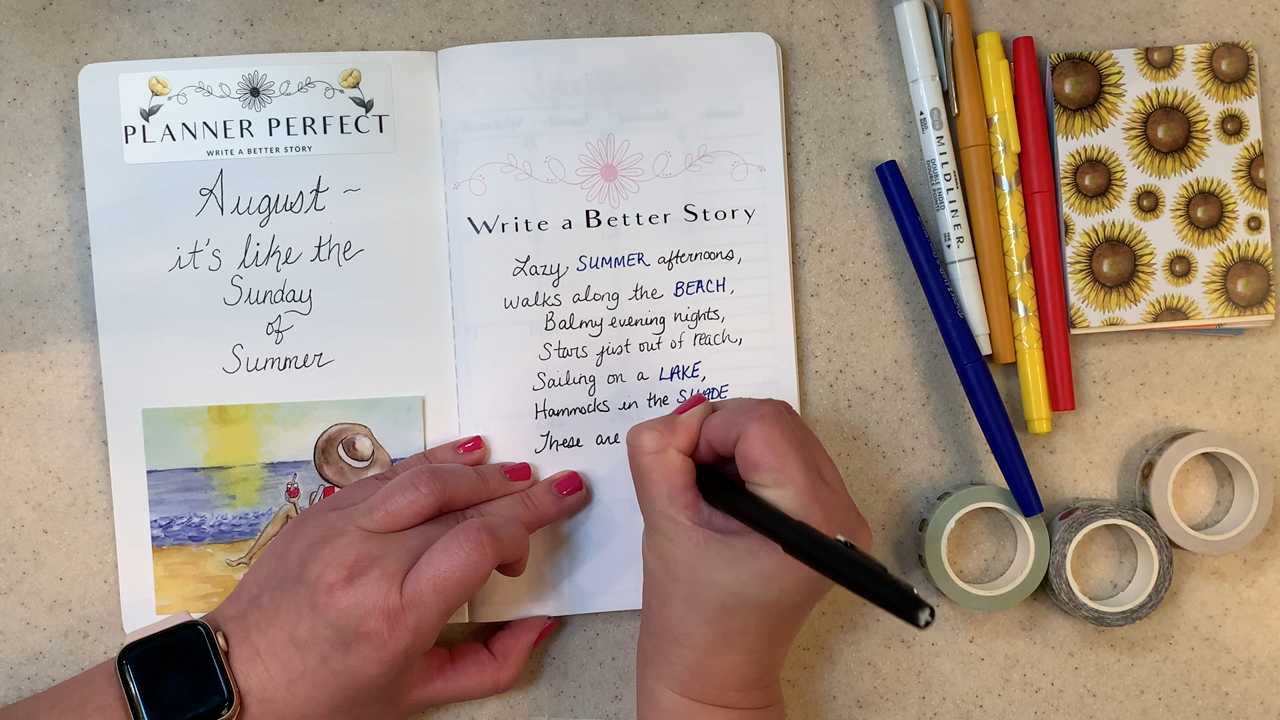 PLANNER PERFECT
WRITE A BETTER STORY
August ~
it's like the
Sunday
of
Summer
Write a Better Story
Lazy SUMMER afternoons,
walks along the BEACH,
Balmy evening nights,
Stars just out of reach,
Sailing on a LAKE,
Hammocks in the SHADE
These are
MILDLINER
DOUBLE ENDED